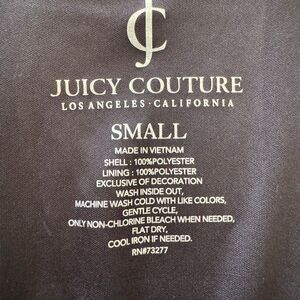 JC
JUICY COUTURE
LOS ANGELES · CALIFORNIA
SMALL
MADE IN VIETNAM
SHELL : 100%POLYESTER
LINING : 100%POLYESTER
EXCLUSIVE OF DECORATION
WASH INSIDE OUT,
MACHINE WASH COLD WITH LIKE COLORS,
GENTLE CYCLE,
ONLY NON-CHLORINE BLEACH WHEN NEEDED,
FLAT DRY,
COOL IRON IF NEEDED.
RN#73277